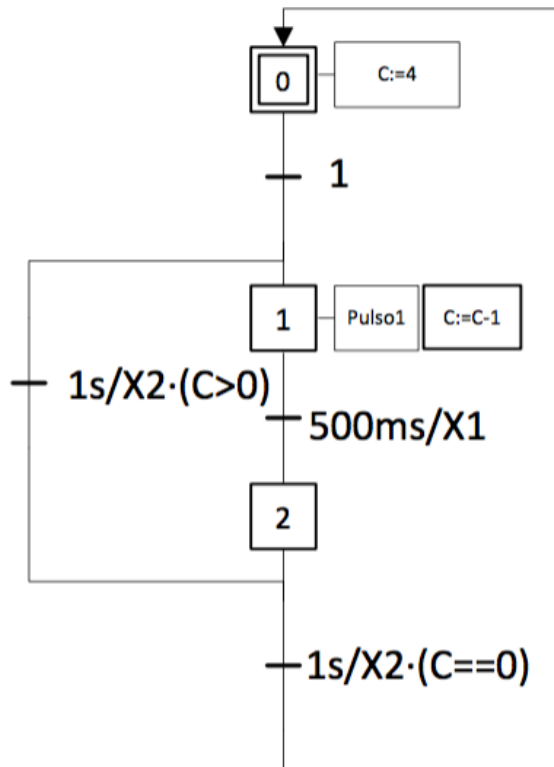 0
C:=4
1
1
Pulso1
C:=C-1
1s/X2·(C>0)
500ms/X1
2
1s/X2·(C==0)